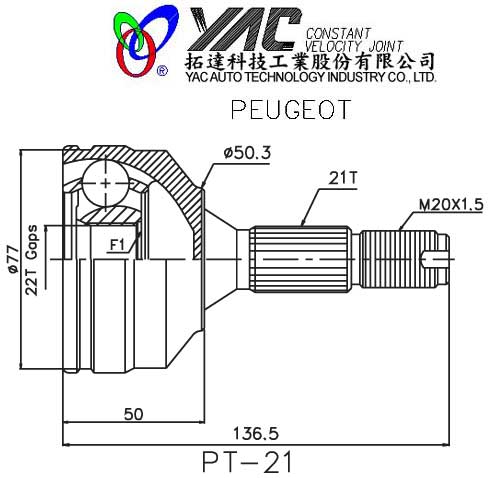 YAC CONSTANT
VELOCITY JOINT
®
拓達科技工業股份有限公司
YAC AUTO TECHNOLOGY INDUSTRY CO., LTD.
PEUGEOT
ø50.3
21T
M20X1.5
F1
ø77
22T Gaps
50
136.5
PT-21